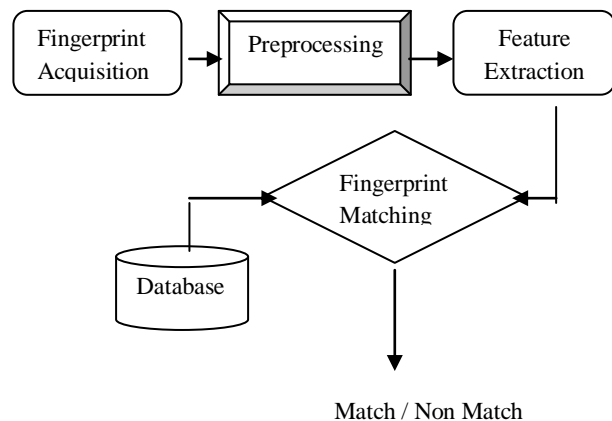 Fingerprint
Acquisition
Preprocessing
Feature
Extraction
Fingerprint
Matching
Database
Match / Non Match